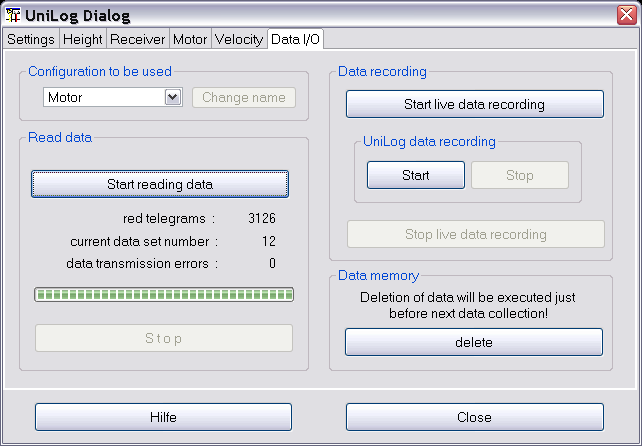 UniLog Dialog
Settings Height Receiver Motor Velocity Data I/O
Configuration to be used
Motor Change name
Read data
Start reading data
red telegrams : 3126
current data set number : 12
data transmission errors : 0
Stop
Data recording
Start live data recording
UniLog data recording
Start Stop
Stop live data recording
Data memory
Deletion of data will be executed just
before next data collection!
delete
Hilfe Close